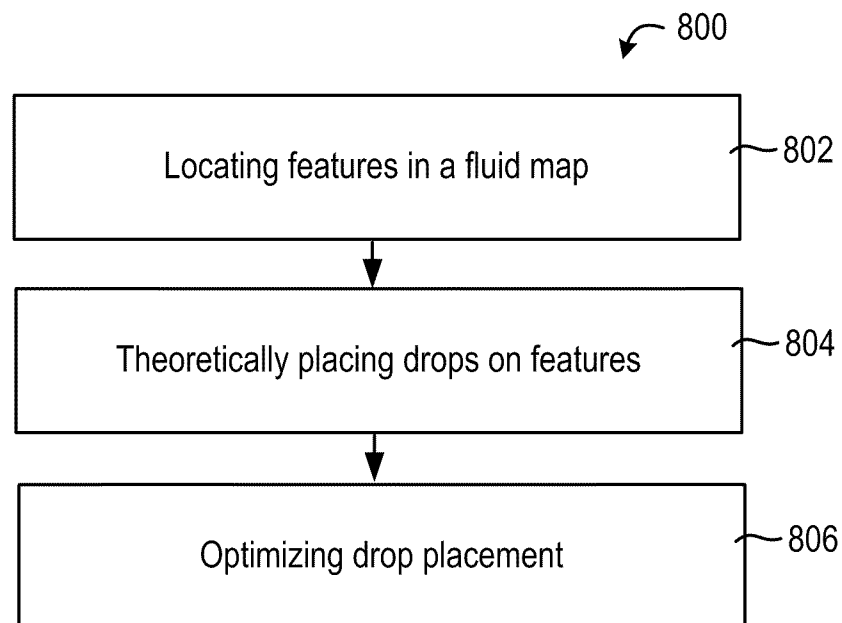 800
Locating features in a fluid map
802
Theoretically placing drops on features
804
Optimizing drop placement
806